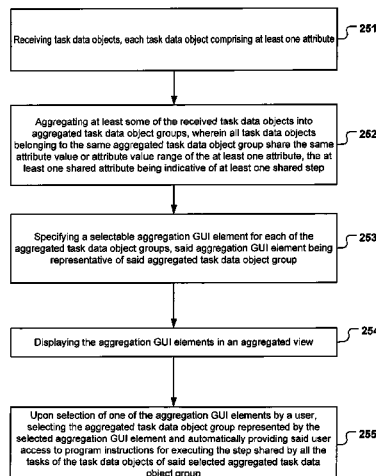 Receiving task data objects, each task data object comprising at least one attribute
251
Aggregating at least some of the received task data objects into
aggregated task data object groups, wherein all task data objects
belonging to the same aggregated task data object group share the same
attribute value or attribute value range of the at least one attribute, the at
least one shared attribute being indicative of at least one shared step
252
Specifying a selectable aggregation GUI element for each of the
aggregated task data object groups, said aggregation GUI element being
representative of said aggregated task data object group
253
Displaying the aggregation GUI elements in an aggregated view
254
Upon selection of one of the aggregation GUI elements by a user,
selecting the aggregated task data object group represented by the
selected aggregation GUI element and automatically providing said user
access to program instructions for executing the step shared by all the
tasks of the task data objects of said selected aggregated task data
object group
255